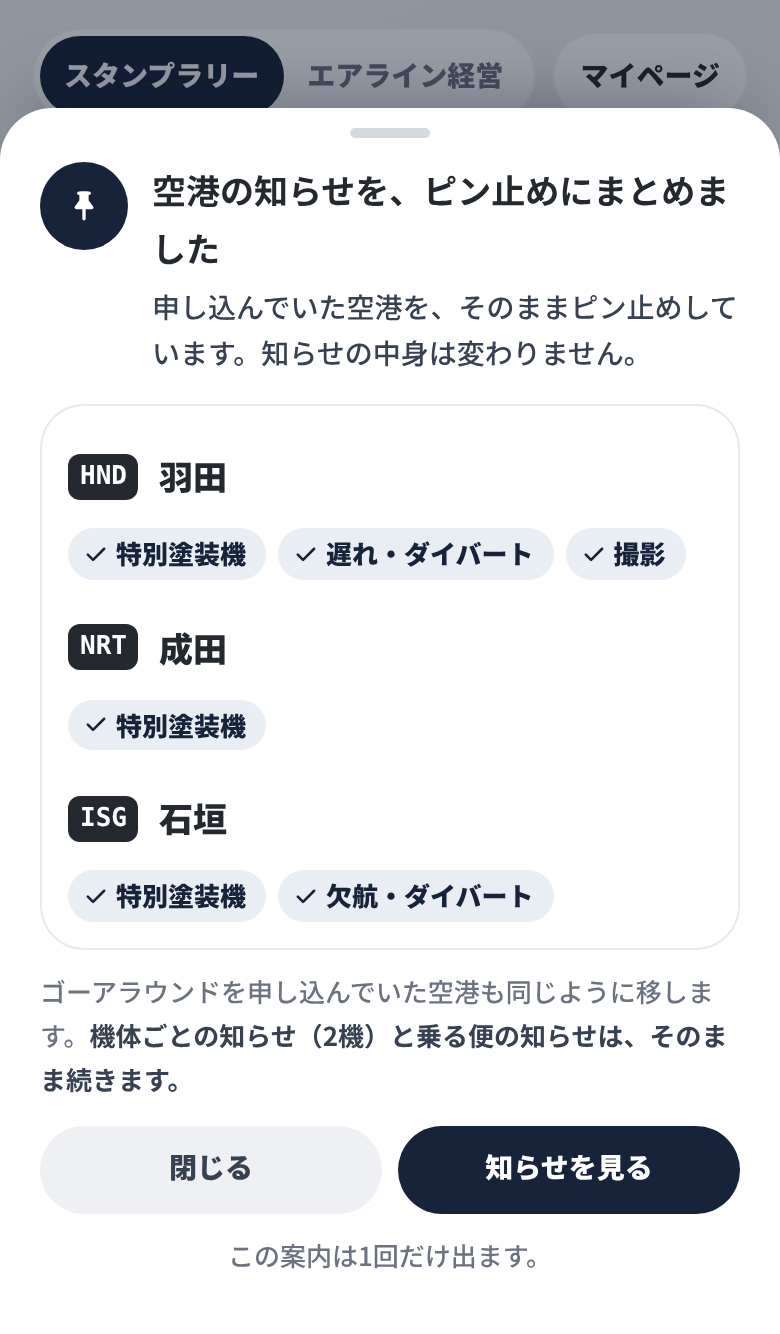 スタンプラリー エアライン経営 マイページ
空港の知らせを、ピン止めにまとめま
した
申し込んでいた空港を、そのままピン止めして
います。知らせの中身は変わりません。
HND 羽田
特別塗装機 遅れ・ダイバート 撮影
NRT 成田
特別塗装機
ISG 石垣
特別塗装機 欠航・ダイバート
ゴーアラウンドを申し込んでいた空港も同じように移しま
す。機体ごとの知らせ（2機）と乗る便の知らせは、そのま
ま続きます。
閉じる 知らせを見る
この案内は1回だけ出ます。